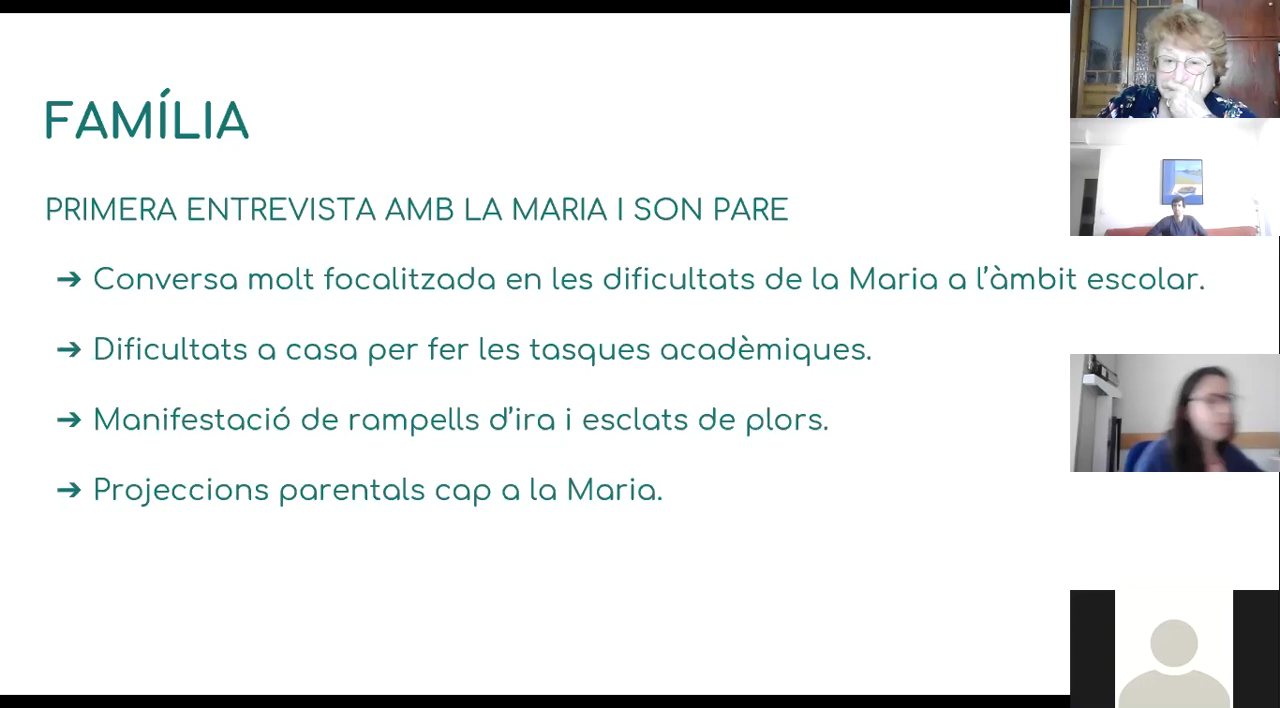 FAMÍLIA
PRIMERA ENTREVISTA AMB LA MARIA I SON PARE
➔ Conversa molt focalitzada en les dificultats de la Maria a l’àmbit escolar.
➔ Dificultats a casa per fer les tasques acadèmiques.
➔ Manifestació de rampells d’ira i esclats de plors.
➔ Projeccions parentals cap a la Maria.